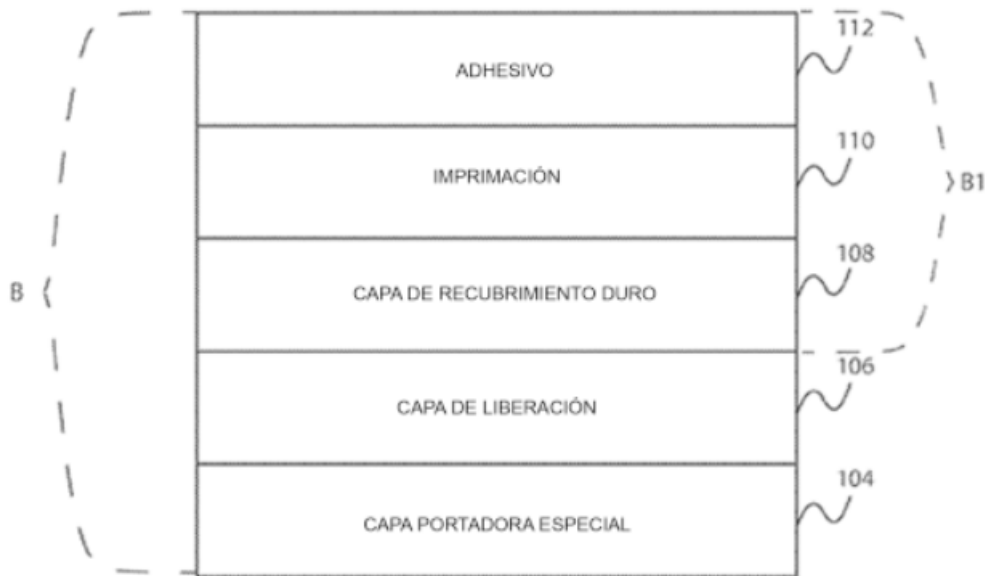 112
ADHESIVO
110
IMPRIMACIÓN
B1
108
B
CAPA DE RECUBRIMIENTO DURO
106
CAPA DE LIBERACIÓN
104
CAPA PORTADORA ESPECIAL